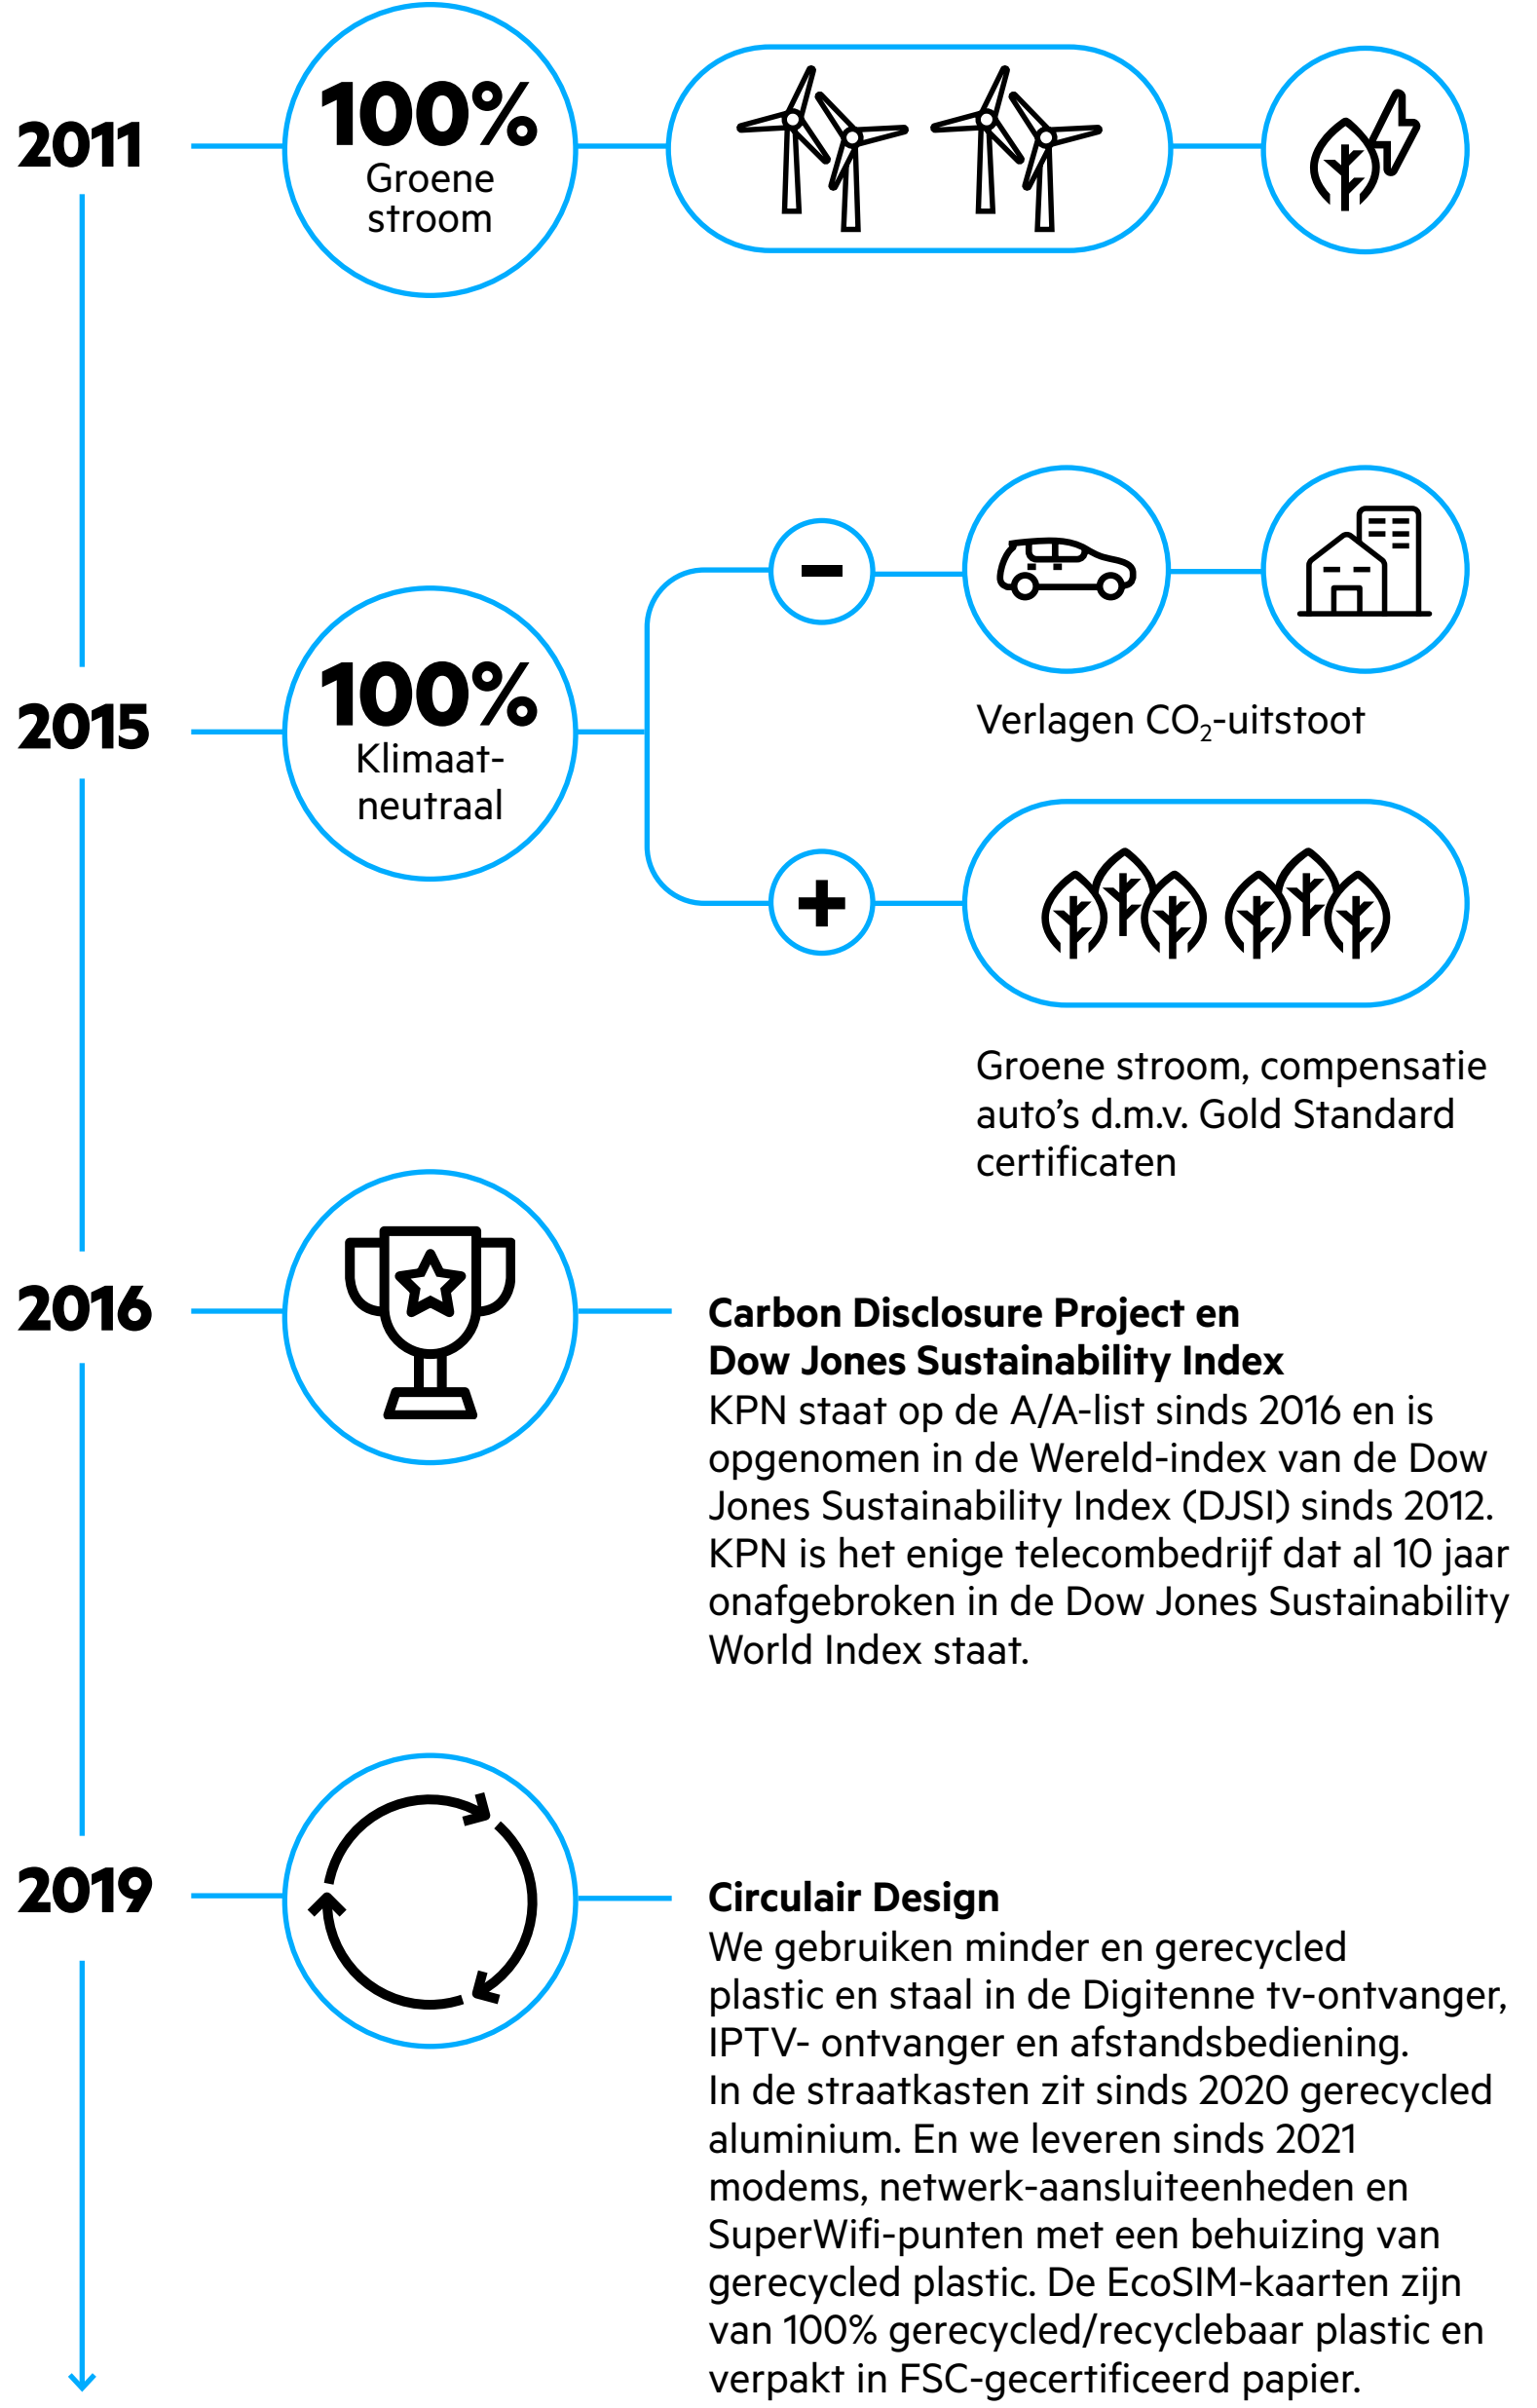 2011
100%
Groene
stroom
2015
100%
Klimaat-
neutraal
Verlagen CO₂-uitstoot
Groene stroom, compensatie
auto’s d.m.v. Gold Standard
certificaten
2016
Carbon Disclosure Project en
Dow Jones Sustainability Index
KPN staat op de A/A-list sinds 2016 en is
opgenomen in de Wereld-index van de Dow
Jones Sustainability Index (DJSI) sinds 2012.
KPN is het enige telecombedrijf dat al 10 jaar
onafgebroken in de Dow Jones Sustainability
World Index staat.
2019
Circulair Design
We gebruiken minder en gerecycled
plastic en staal in de Digitenne tv-ontvanger,
IPTV- ontvanger en afstandsbediening.
In de straatkasten zit sinds 2020 gerecycled
aluminium. En we leveren sinds 2021
modems, netwerk-aansluiteenheden en
SuperWifi-punten met een behuizing van
gerecycled plastic. De EcoSIM-kaarten zijn
van 100% gerecycled/recyclebaar plastic en
verpakt in FSC-gecertificeerd papier.